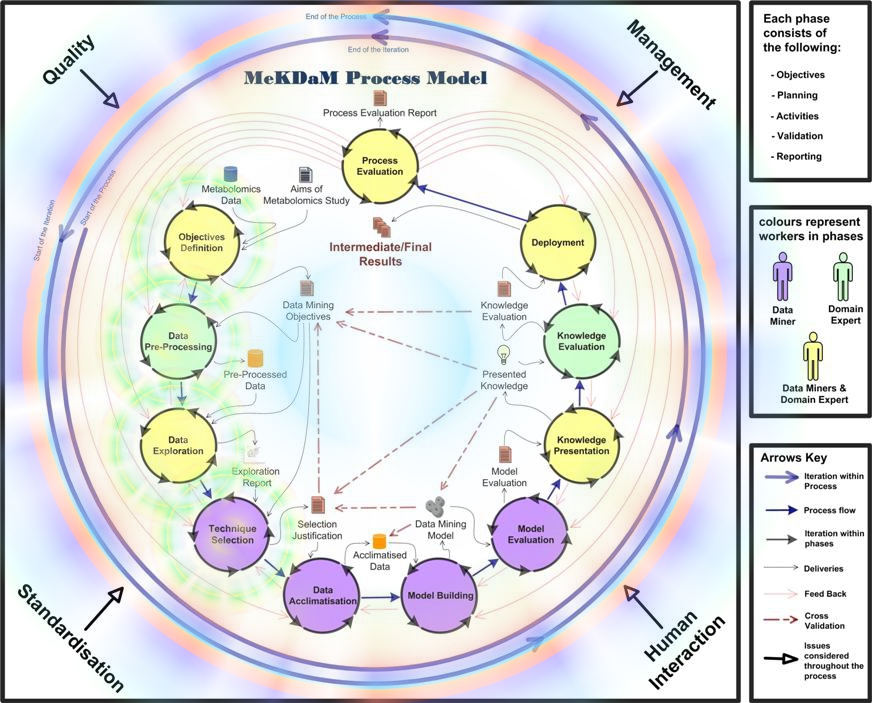 End of the Process
End of the Iteration
Quality
Management
MeKDaM Process Model
Process Evaluation Report
Process
Evaluation
Start of the Process
Start of the Iteration
Metabolomics
Data
Aims of
Metabolomics Study
Objectives
Definition
Intermediate/Final
Results
Deployment
Data Mining
Objectives
Knowledge
Evaluation
Data
Pre-Processing
Knowledge
Evaluation
Pre-Processed
Data
Presented
Knowledge
Data
Exploration
Exploration
Report
Knowledge
Presentation
Model
Evaluation
Technique
Selection
Selection
Justification
Data Mining
Model
Model
Evaluation
Acclimatised
Data
Data
Acclimatisation
Model Building
Standardisation
Human
Interaction
Each phase
consists of
the following:
- Objectives
- Planning
- Activities
- Validation
- Reporting
colours represent
workers in phases
Data
Miner
Domain
Expert
Data Miners &
Domain Expert
Arrows Key
Iteration within
Process
Process flow
Iteration within
phases
Deliveries
Feed Back
Cross
Validation
Issues
considered
throughout the
process